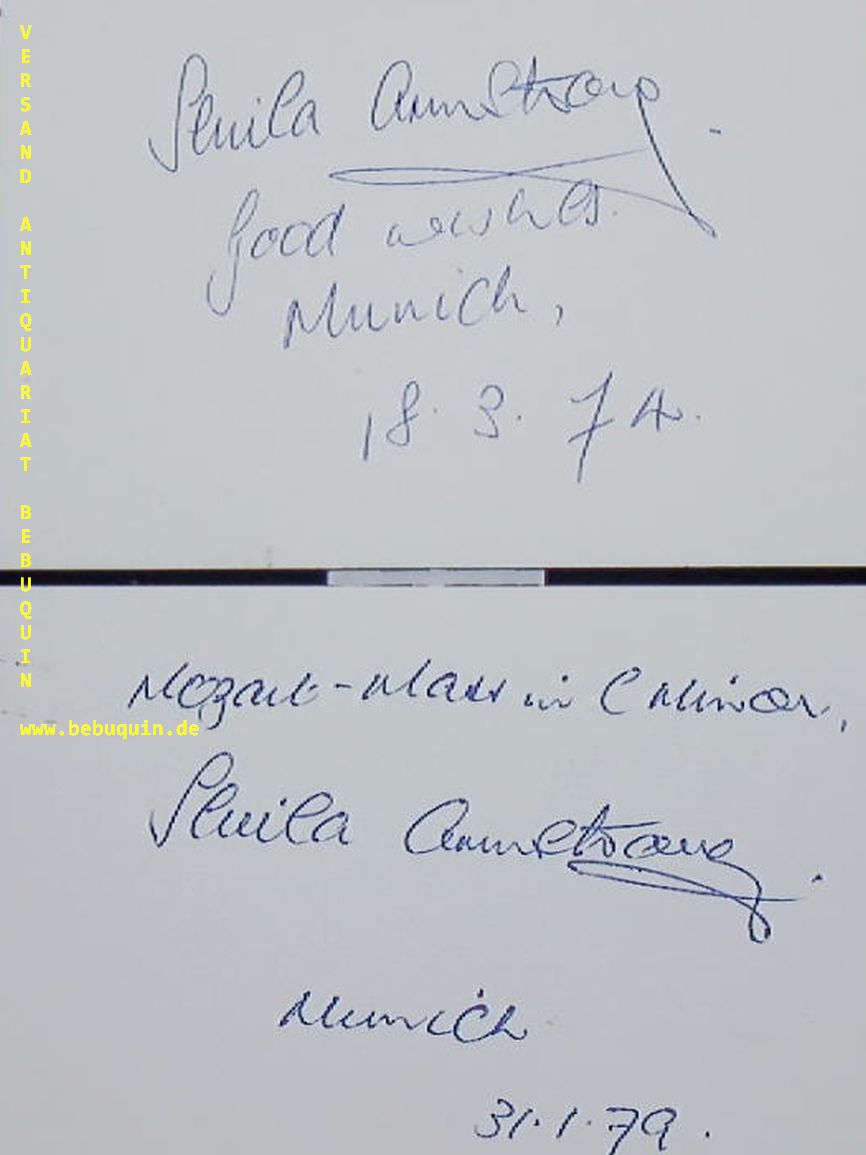 Sheila Armstrong.
Good wishes.
Munich,
18. 3. 74.
Mozart-Mass in C Minor,
Sheila Armstrong.
Munich
31.1.79.
VERSAND ANTIQUARIAT BEBUQUIN
www.bebuquin.de